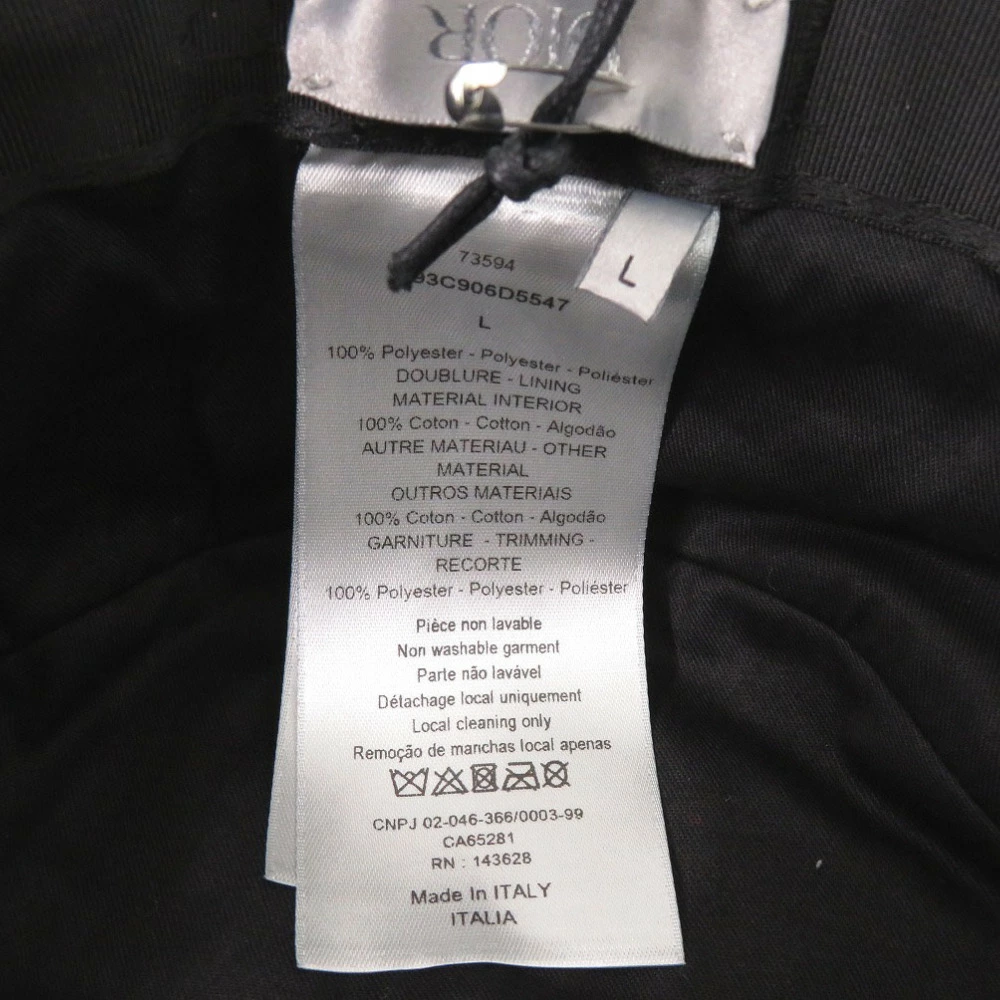 DIOR
L
73594
93C906D5547
L
100% Polyester - Polyester - Poliéster
DOUBLURE - LINING
MATERIAL INTERIOR
100% Coton - Cotton - Algodão
AUTRE MATERIAU - OTHER
MATERIAL
OUTROS MATERIAIS
100% Coton - Cotton - Algodão
GARNITURE - TRIMMING -
RECORTE
100% Polyester - Polyester - Poliéster
Pièce non lavable
Non washable garment
Parte não lavável
Détachage local uniquement
Local cleaning only
Remoção de manchas local apenas
CNPJ 02-046-366/0003-99
CA65281
RN : 143628
Made In ITALY
ITALIA